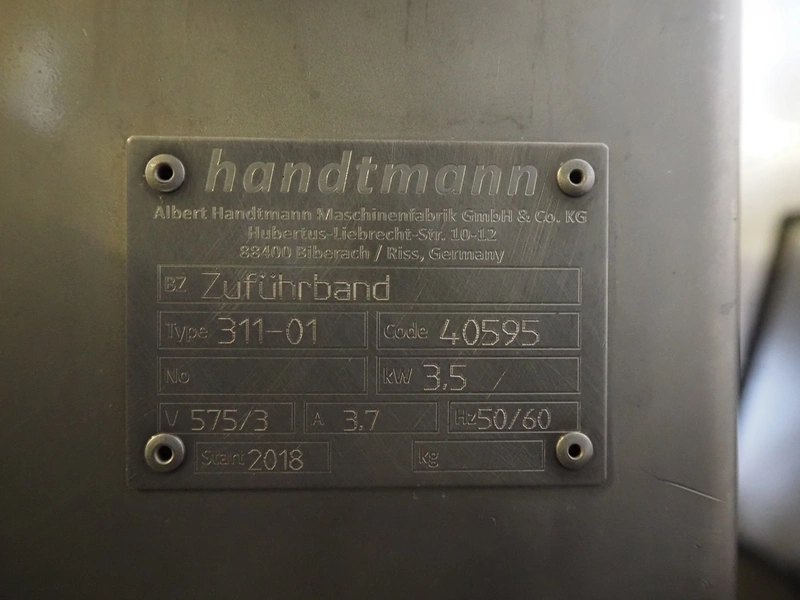 handtmann
Albert Handtmann Maschinenfabrik GmbH & Co. KG
Hubertus-Liebrecht-Str. 10-12
88400 Biberach / Riss, Germany
BZ Zuführband
Type 311-01 Code 40595
No kW 3,5
V 575/3 A 3.7 Hz 50/60
Start 2018 kg